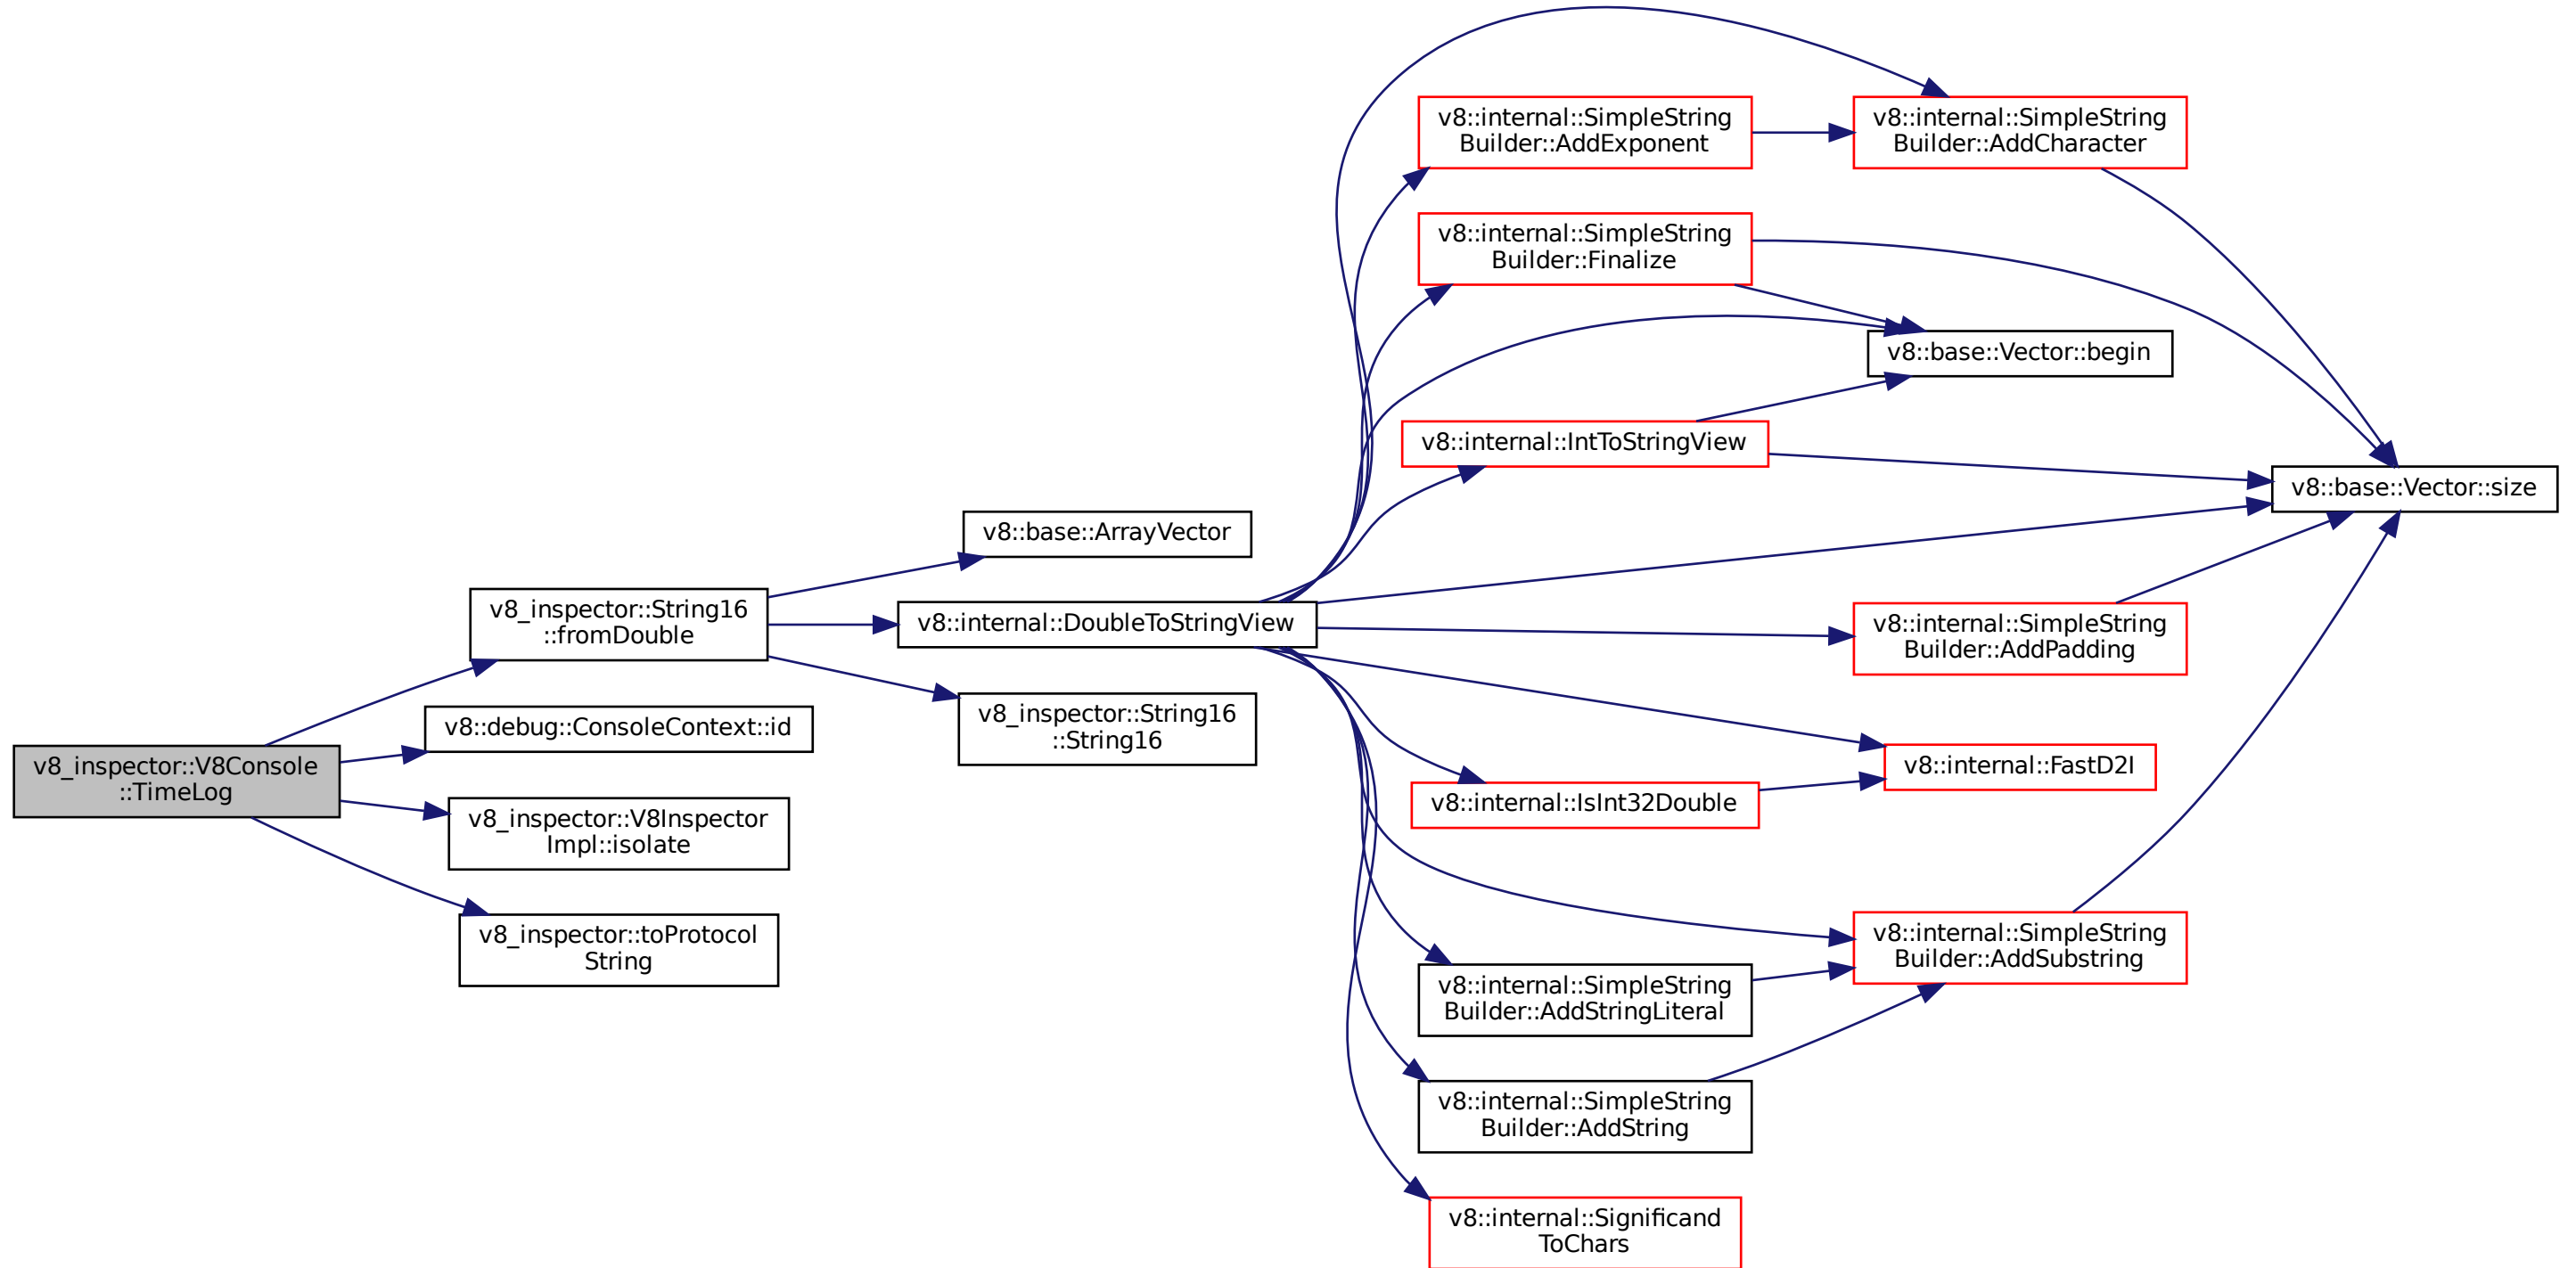 v8_inspector::V8Console
::TimeLog
v8_inspector::String16
::fromDouble
v8::debug::ConsoleContext::id
v8_inspector::V8Inspector
Impl::isolate
v8_inspector::toProtocol
String
v8::base::ArrayVector
v8::internal::DoubleToStringView
v8_inspector::String16
::String16
v8::internal::SimpleString
Builder::AddExponent
v8::internal::SimpleString
Builder::Finalize
v8::internal::IntToStringView
v8::internal::IsInt32Double
v8::internal::SimpleString
Builder::AddStringLiteral
v8::internal::SimpleString
Builder::AddString
v8::internal::Significand
ToChars
v8::internal::SimpleString
Builder::AddCharacter
v8::base::Vector::begin
v8::internal::SimpleString
Builder::AddPadding
v8::internal::FastD2I
v8::internal::SimpleString
Builder::AddSubstring
v8::base::Vector::size